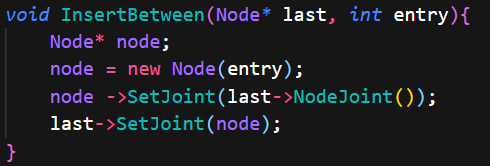 void InsertBetween(Node* last, int entry){
Node* node;
node = new Node(entry);
node ->SetJoint(last->NodeJoint());
last->SetJoint(node);
}